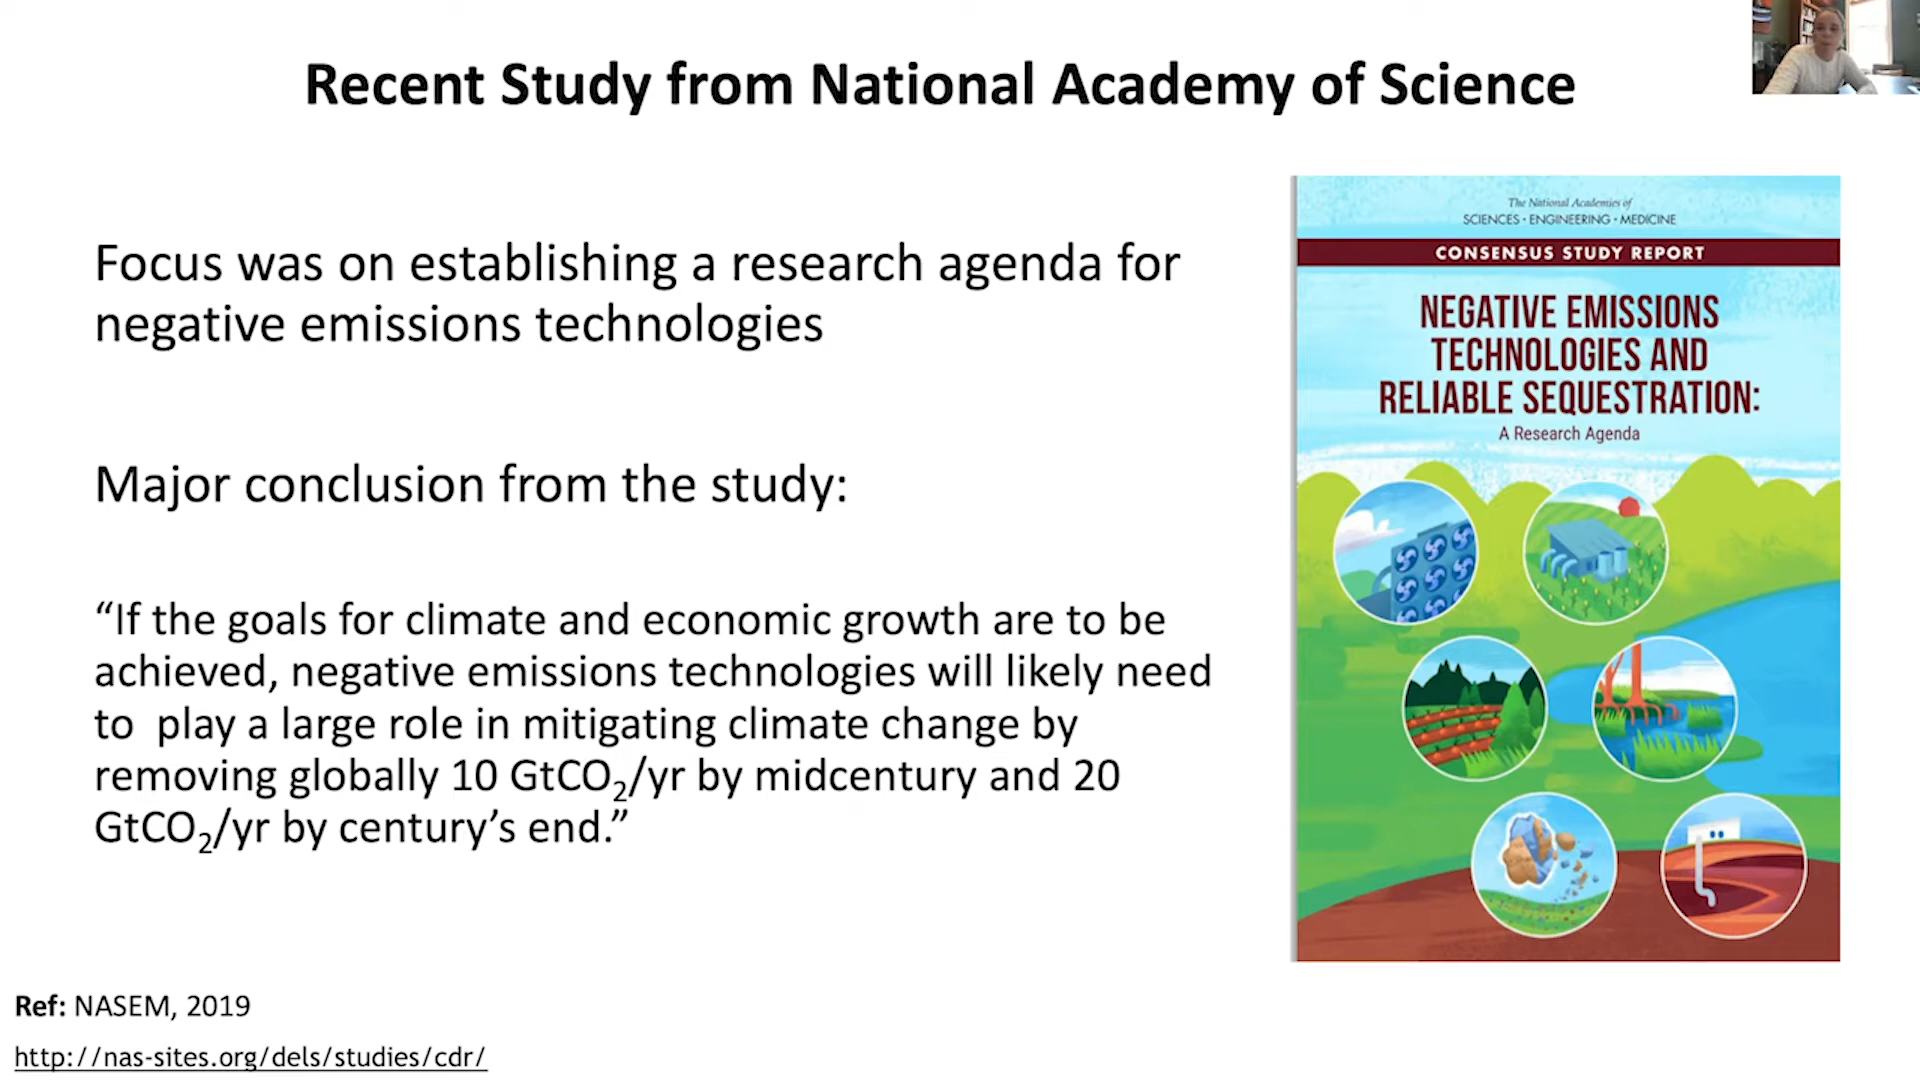 Recent Study from National Academy of Science
Focus was on establishing a research agenda for
negative emissions technologies
Major conclusion from the study:
“If the goals for climate and economic growth are to be
achieved, negative emissions technologies will likely need
to  play a large role in mitigating climate change by
removing globally 10 GtCO₂/yr by midcentury and 20
GtCO₂/yr by century’s end.”
Ref: NASEM, 2019
http://nas-sites.org/dels/studies/cdr/
The National Academies of
SCIENCES · ENGINEERING · MEDICINE
CONSENSUS STUDY REPORT
NEGATIVE EMISSIONS
TECHNOLOGIES AND
RELIABLE SEQUESTRATION:
A Research Agenda